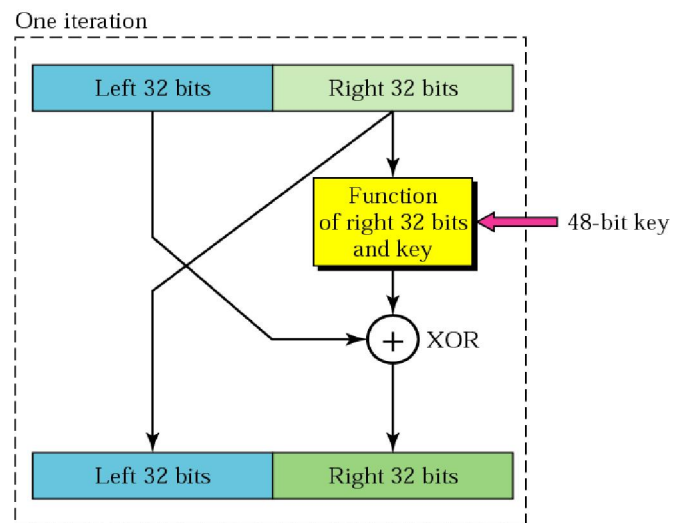 One iteration
Left 32 bits
Right 32 bits
Function
of right 32 bits
and key
48-bit key
+
XOR
Left 32 bits
Right 32 bits